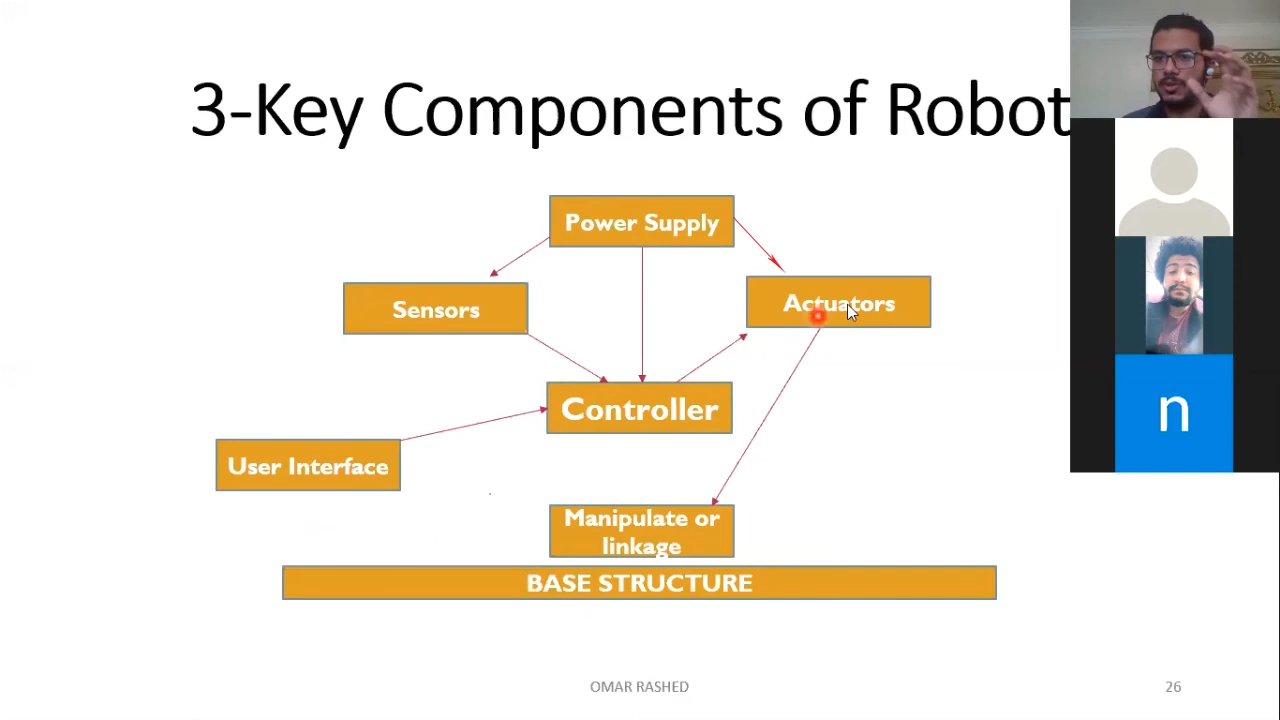 3-Key Components of Robot
Power Supply
Sensors
Actuators
Controller
User Interface
Manipulate or
linkage
BASE STRUCTURE
OMAR RASHED
26
n